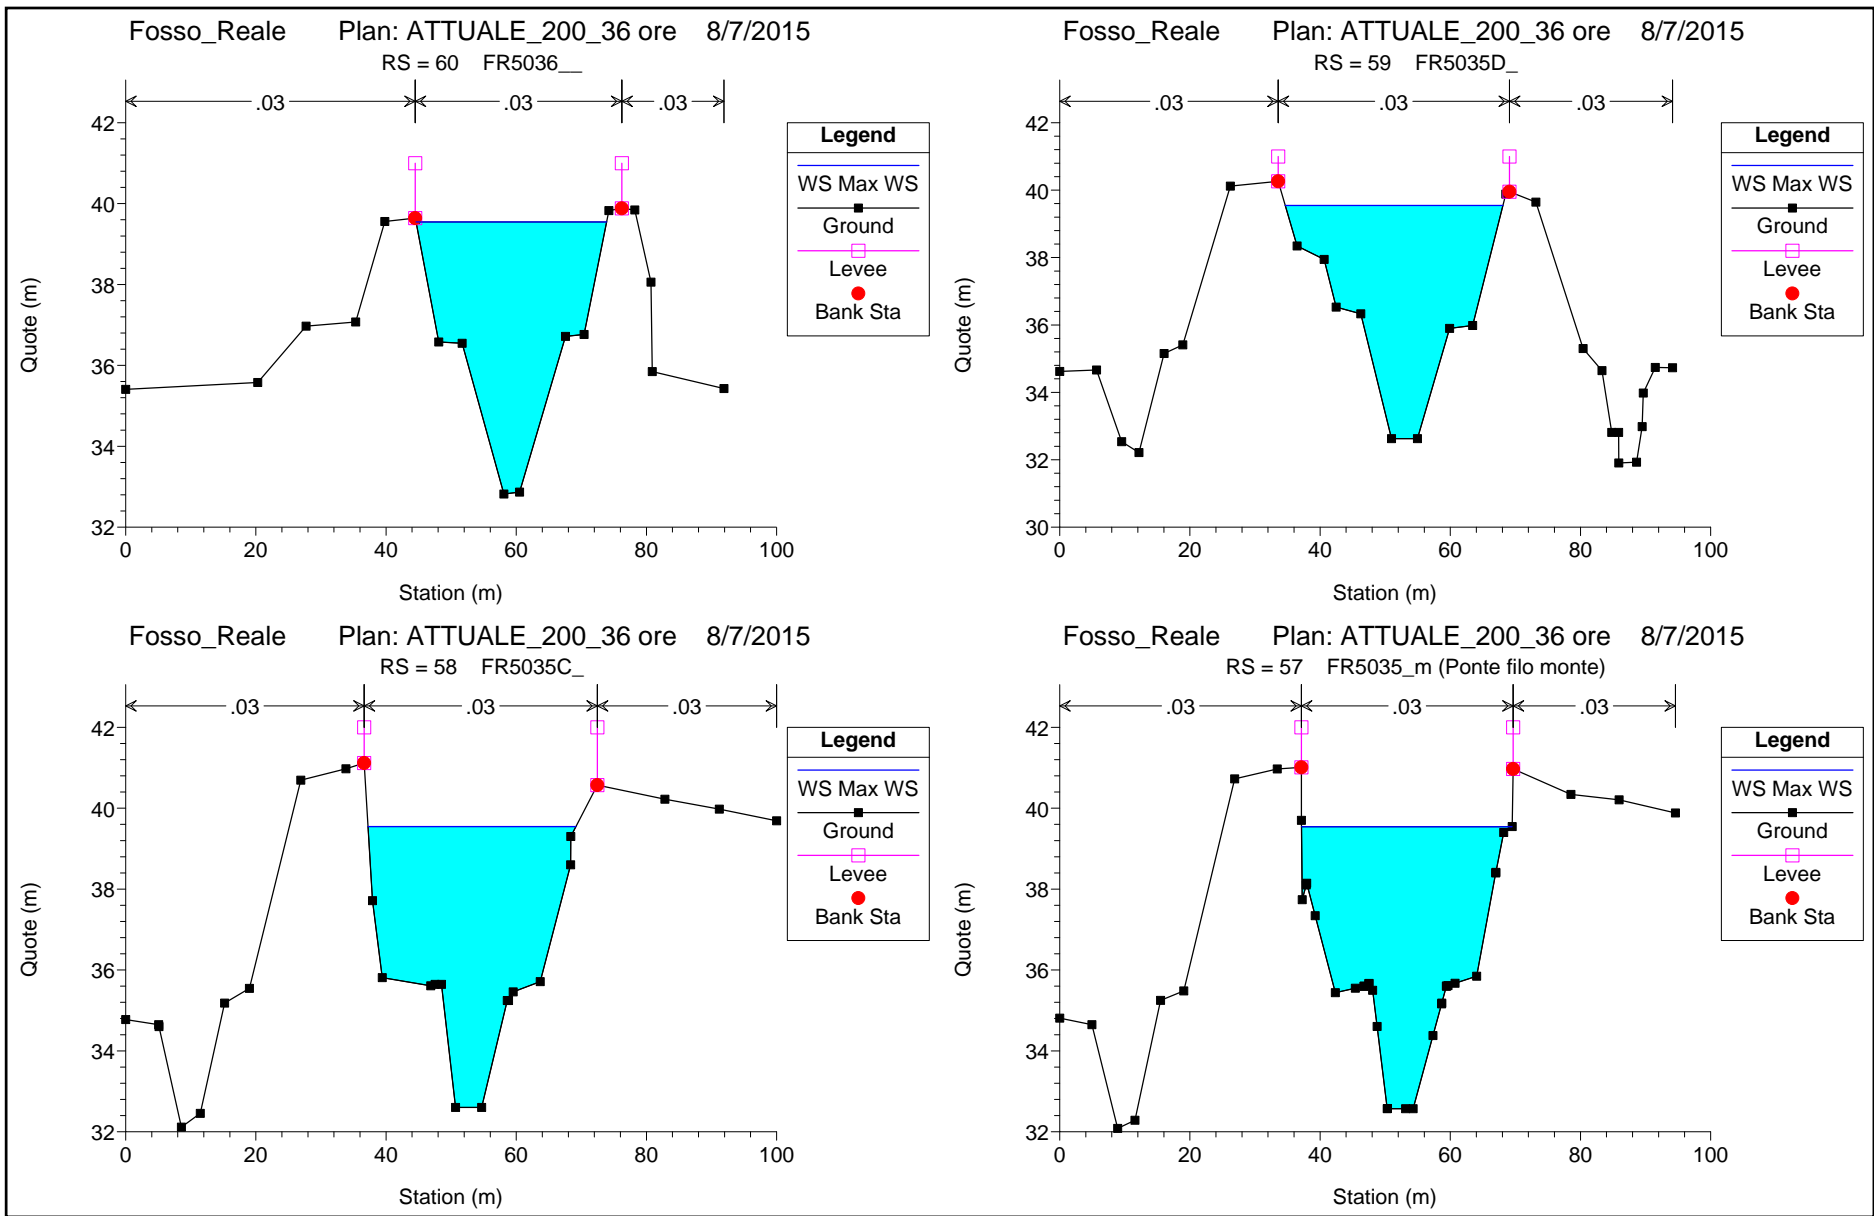 Fosso_Reale Plan: ATTUALE_200_36 ore 8/7/2015
RS = 60 FR5036__
.03 .03 .03
42
40
38
36
34
32
0 20 40 60 80 100
Quote (m)
Station (m)
Legend
WS Max WS
Ground
Levee
Bank Sta
Fosso_Reale Plan: ATTUALE_200_36 ore 8/7/2015
RS = 59 FR5035D_
.03 .03 .03
42
40
38
36
34
32
30
0 20 40 60 80 100
Quote (m)
Station (m)
Legend
WS Max WS
Ground
Levee
Bank Sta
Fosso_Reale Plan: ATTUALE_200_36 ore 8/7/2015
RS = 58 FR5035C_
.03 .03 .03
42
40
38
36
34
32
0 20 40 60 80 100
Quote (m)
Station (m)
Legend
WS Max WS
Ground
Levee
Bank Sta
Fosso_Reale Plan: ATTUALE_200_36 ore 8/7/2015
RS = 57 FR5035_m (Ponte filo monte)
.03 .03 .03
42
40
38
36
34
32
0 20 40 60 80 100
Quote (m)
Station (m)
Legend
WS Max WS
Ground
Levee
Bank Sta